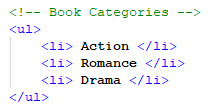 <!-- Book Categories -->
<ul>
<li> Action </li>
<li> Romance </li>
<li> Drama </li>
</ul>